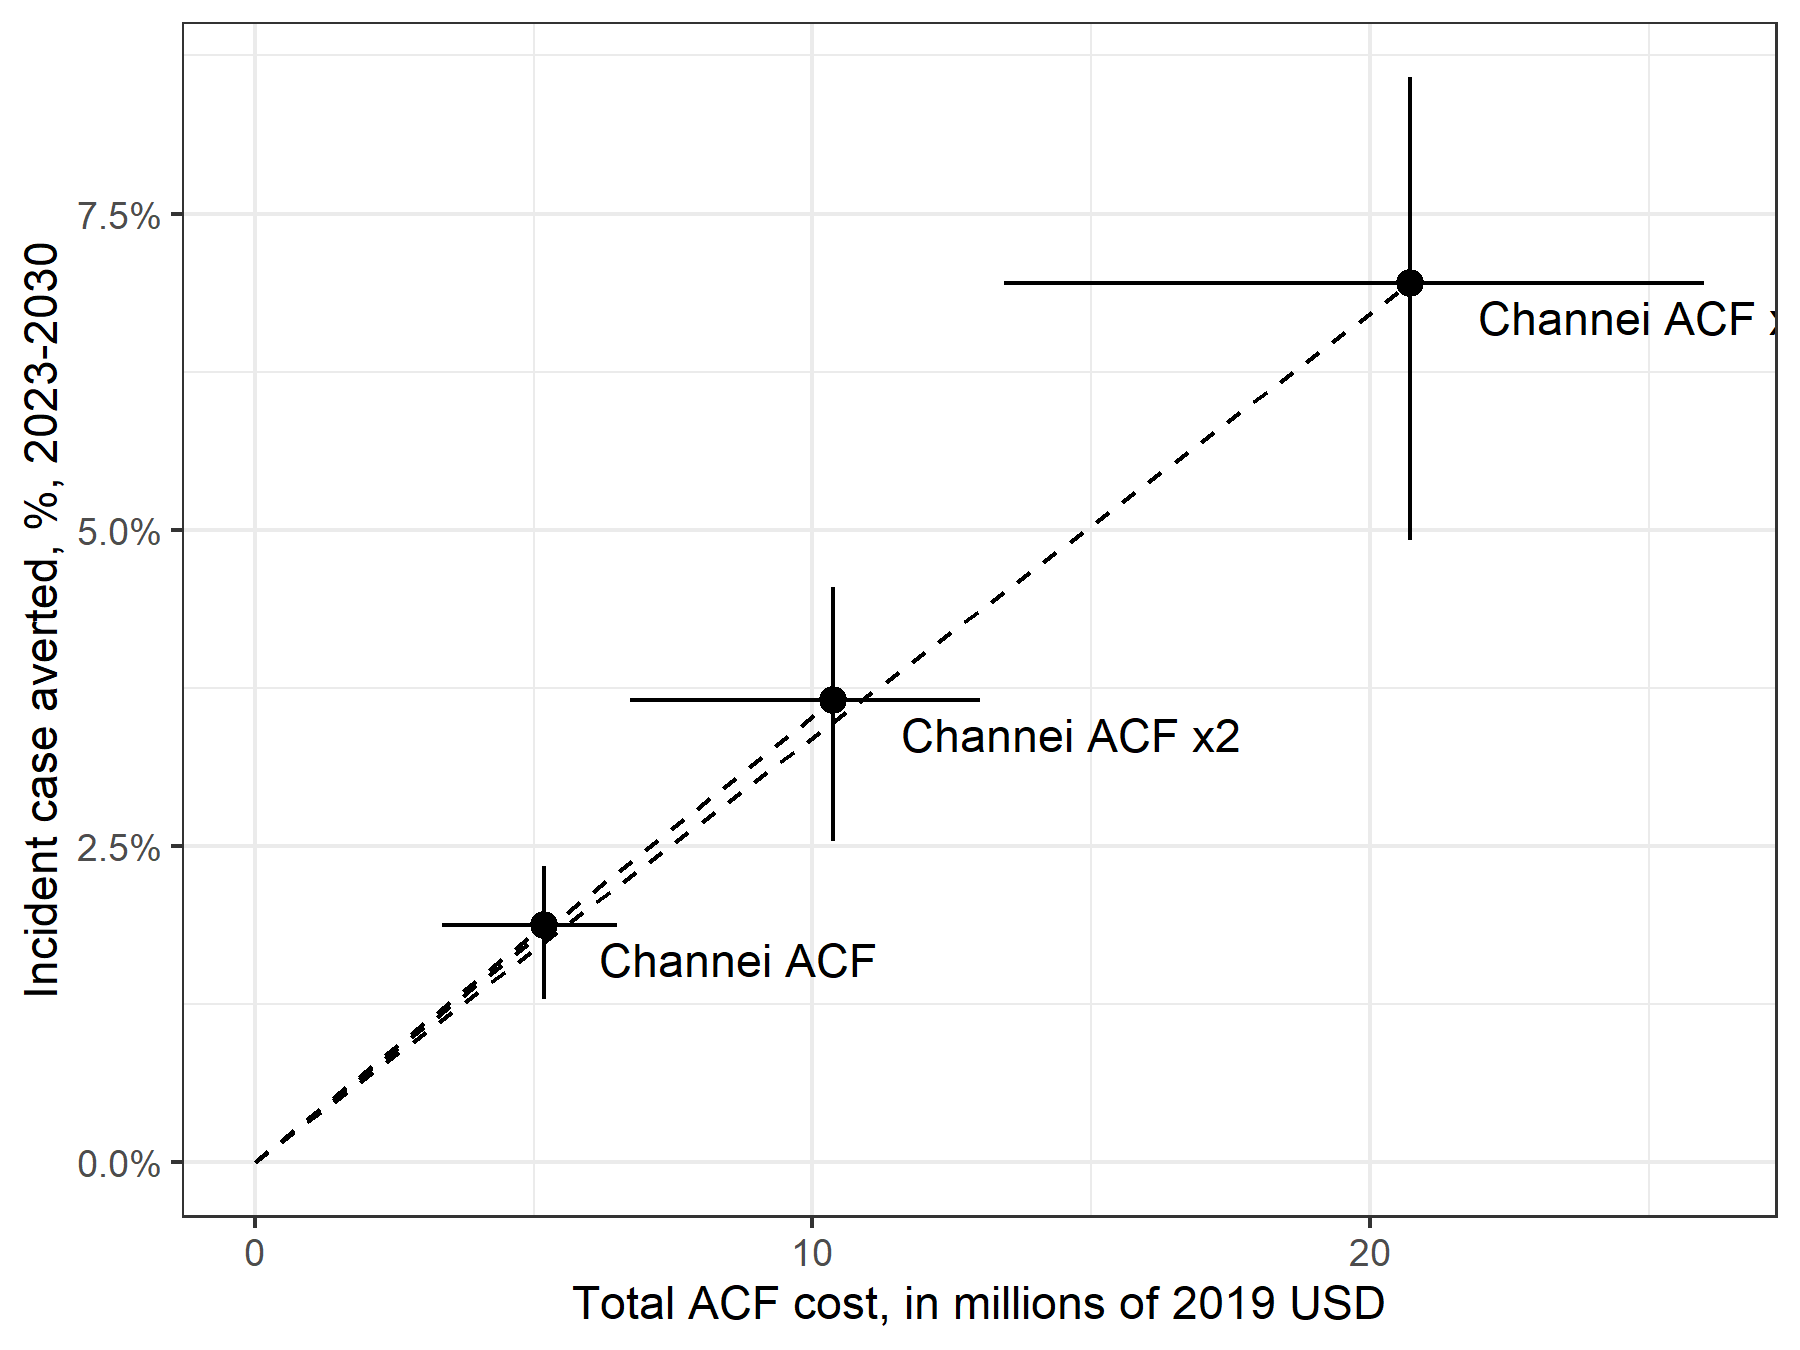 Incident case averted, %, 2023-2030
7.5%
5.0%
2.5%
0.0%
Channei ACF x
Channei ACF x2
Channei ACF
0
10
20
Total ACF cost, in millions of 2019 USD